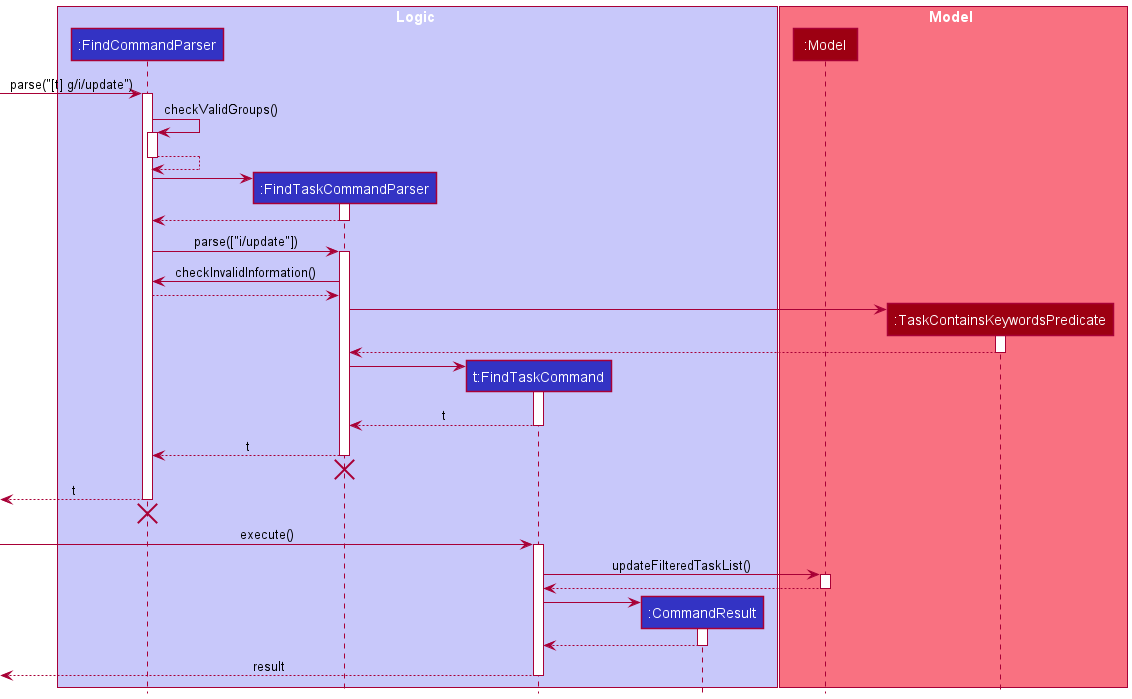 Logic
Model
:FindCommandParser
:Model
parse("[t] g/i/update")
checkValidGroups()
:FindTaskCommandParser
parse(["i/update"])
checkInvalidInformation()
:TaskContainsKeywordsPredicate
t:FindTaskCommand
t
t
t
execute()
updateFilteredTaskList()
:CommandResult
result